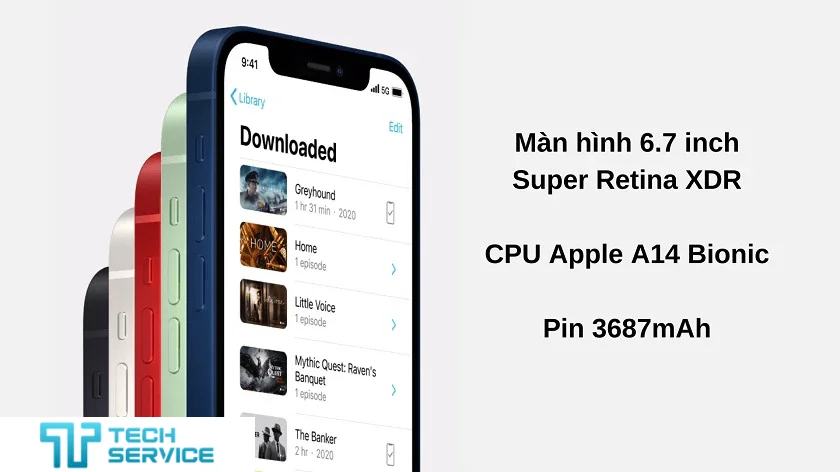 9:41
5G
Library
Edit
Downloaded
Greyhound
1 hr 31 min · 2020
HOME
Home
1 episode
Little Voice
1 episode
MYTHIC
QUEST
Mythic Quest: Raven's
Banquet
1 episode
The Banker
2 hr · 2020
Màn hình 6.7 inch
Super Retina XDR
CPU Apple A14 Bionic
Pin 3687mAh
TECH
SERVICE